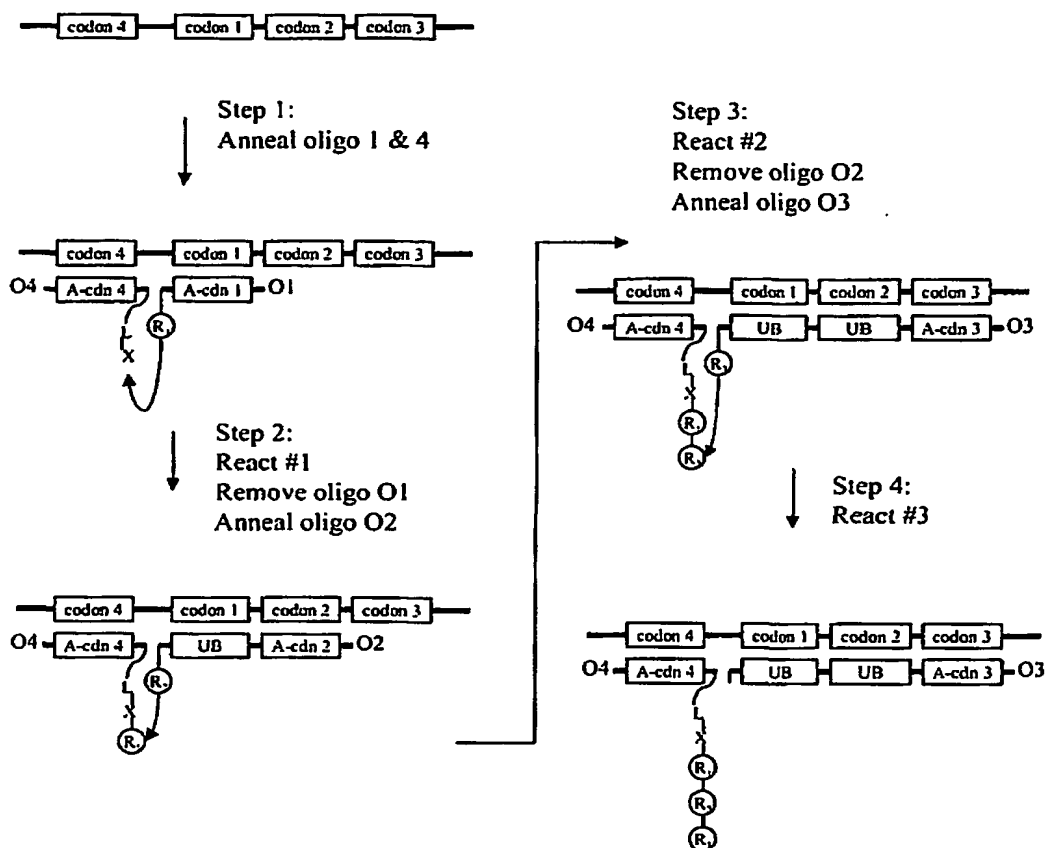 codon 4 codon 1 codon 2 codon 3
Step 1:
Anneal oligo 1 & 4
codon 4 codon 1 codon 2 codon 3
O4 A-cdn 4 A-cdn 1 O1
R
L
X
Step 2:
React #1
Remove oligo O1
Anneal oligo O2
codon 4 codon 1 codon 2 codon 3
O4 A-cdn 4 UB A-cdn 2 O2
R
L
X
R
Step 3:
React #2
Remove oligo O2
Anneal oligo O3
codon 4 codon 1 codon 2 codon 3
O4 A-cdn 4 UB UB A-cdn 3 O3
R
L
X
R
R
Step 4:
React #3
codon 4 codon 1 codon 2 codon 3
O4 A-cdn 4 UB UB A-cdn 3 O3
L
X
R
R
R